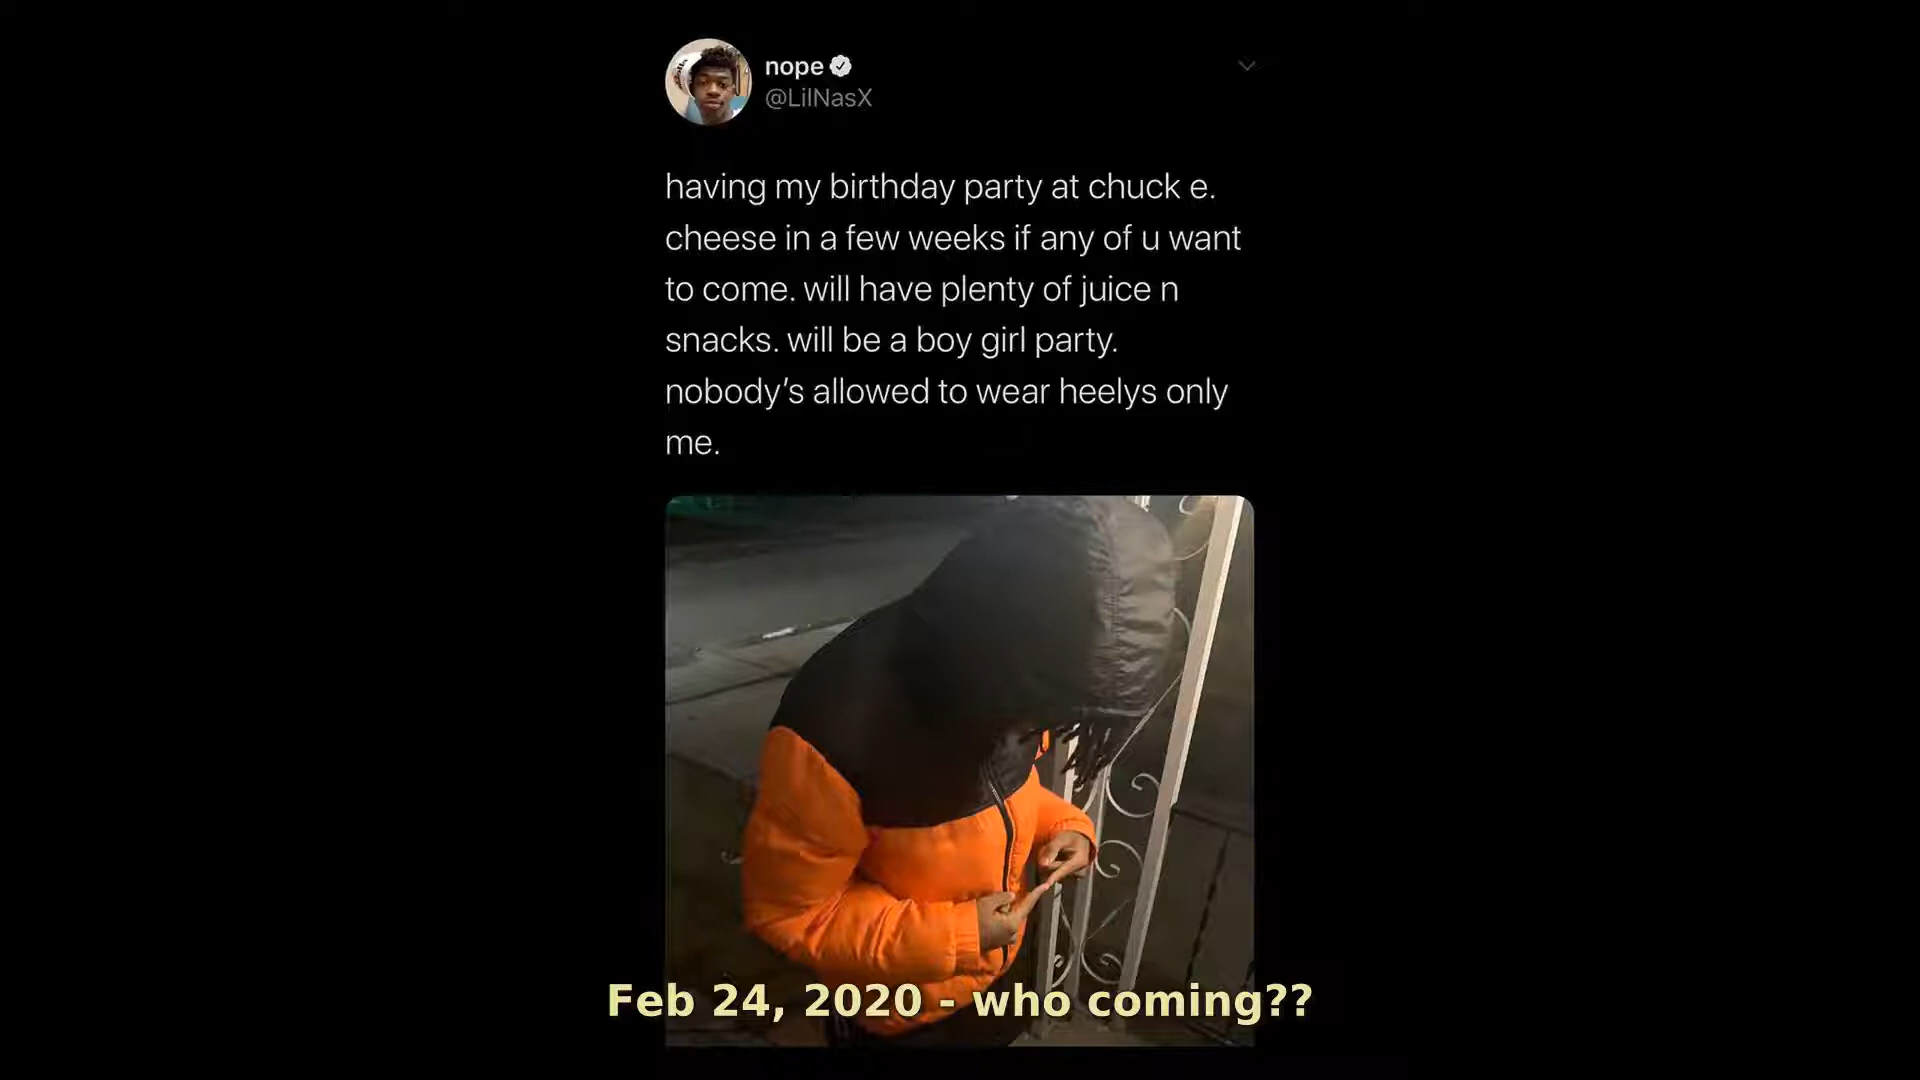 nope
@LilNasX
having my birthday party at chuck e.
cheese in a few weeks if any of u want
to come. will have plenty of juice n
snacks. will be a boy girl party.
nobody’s allowed to wear heelys only
me.
Feb 24, 2020 - who coming??